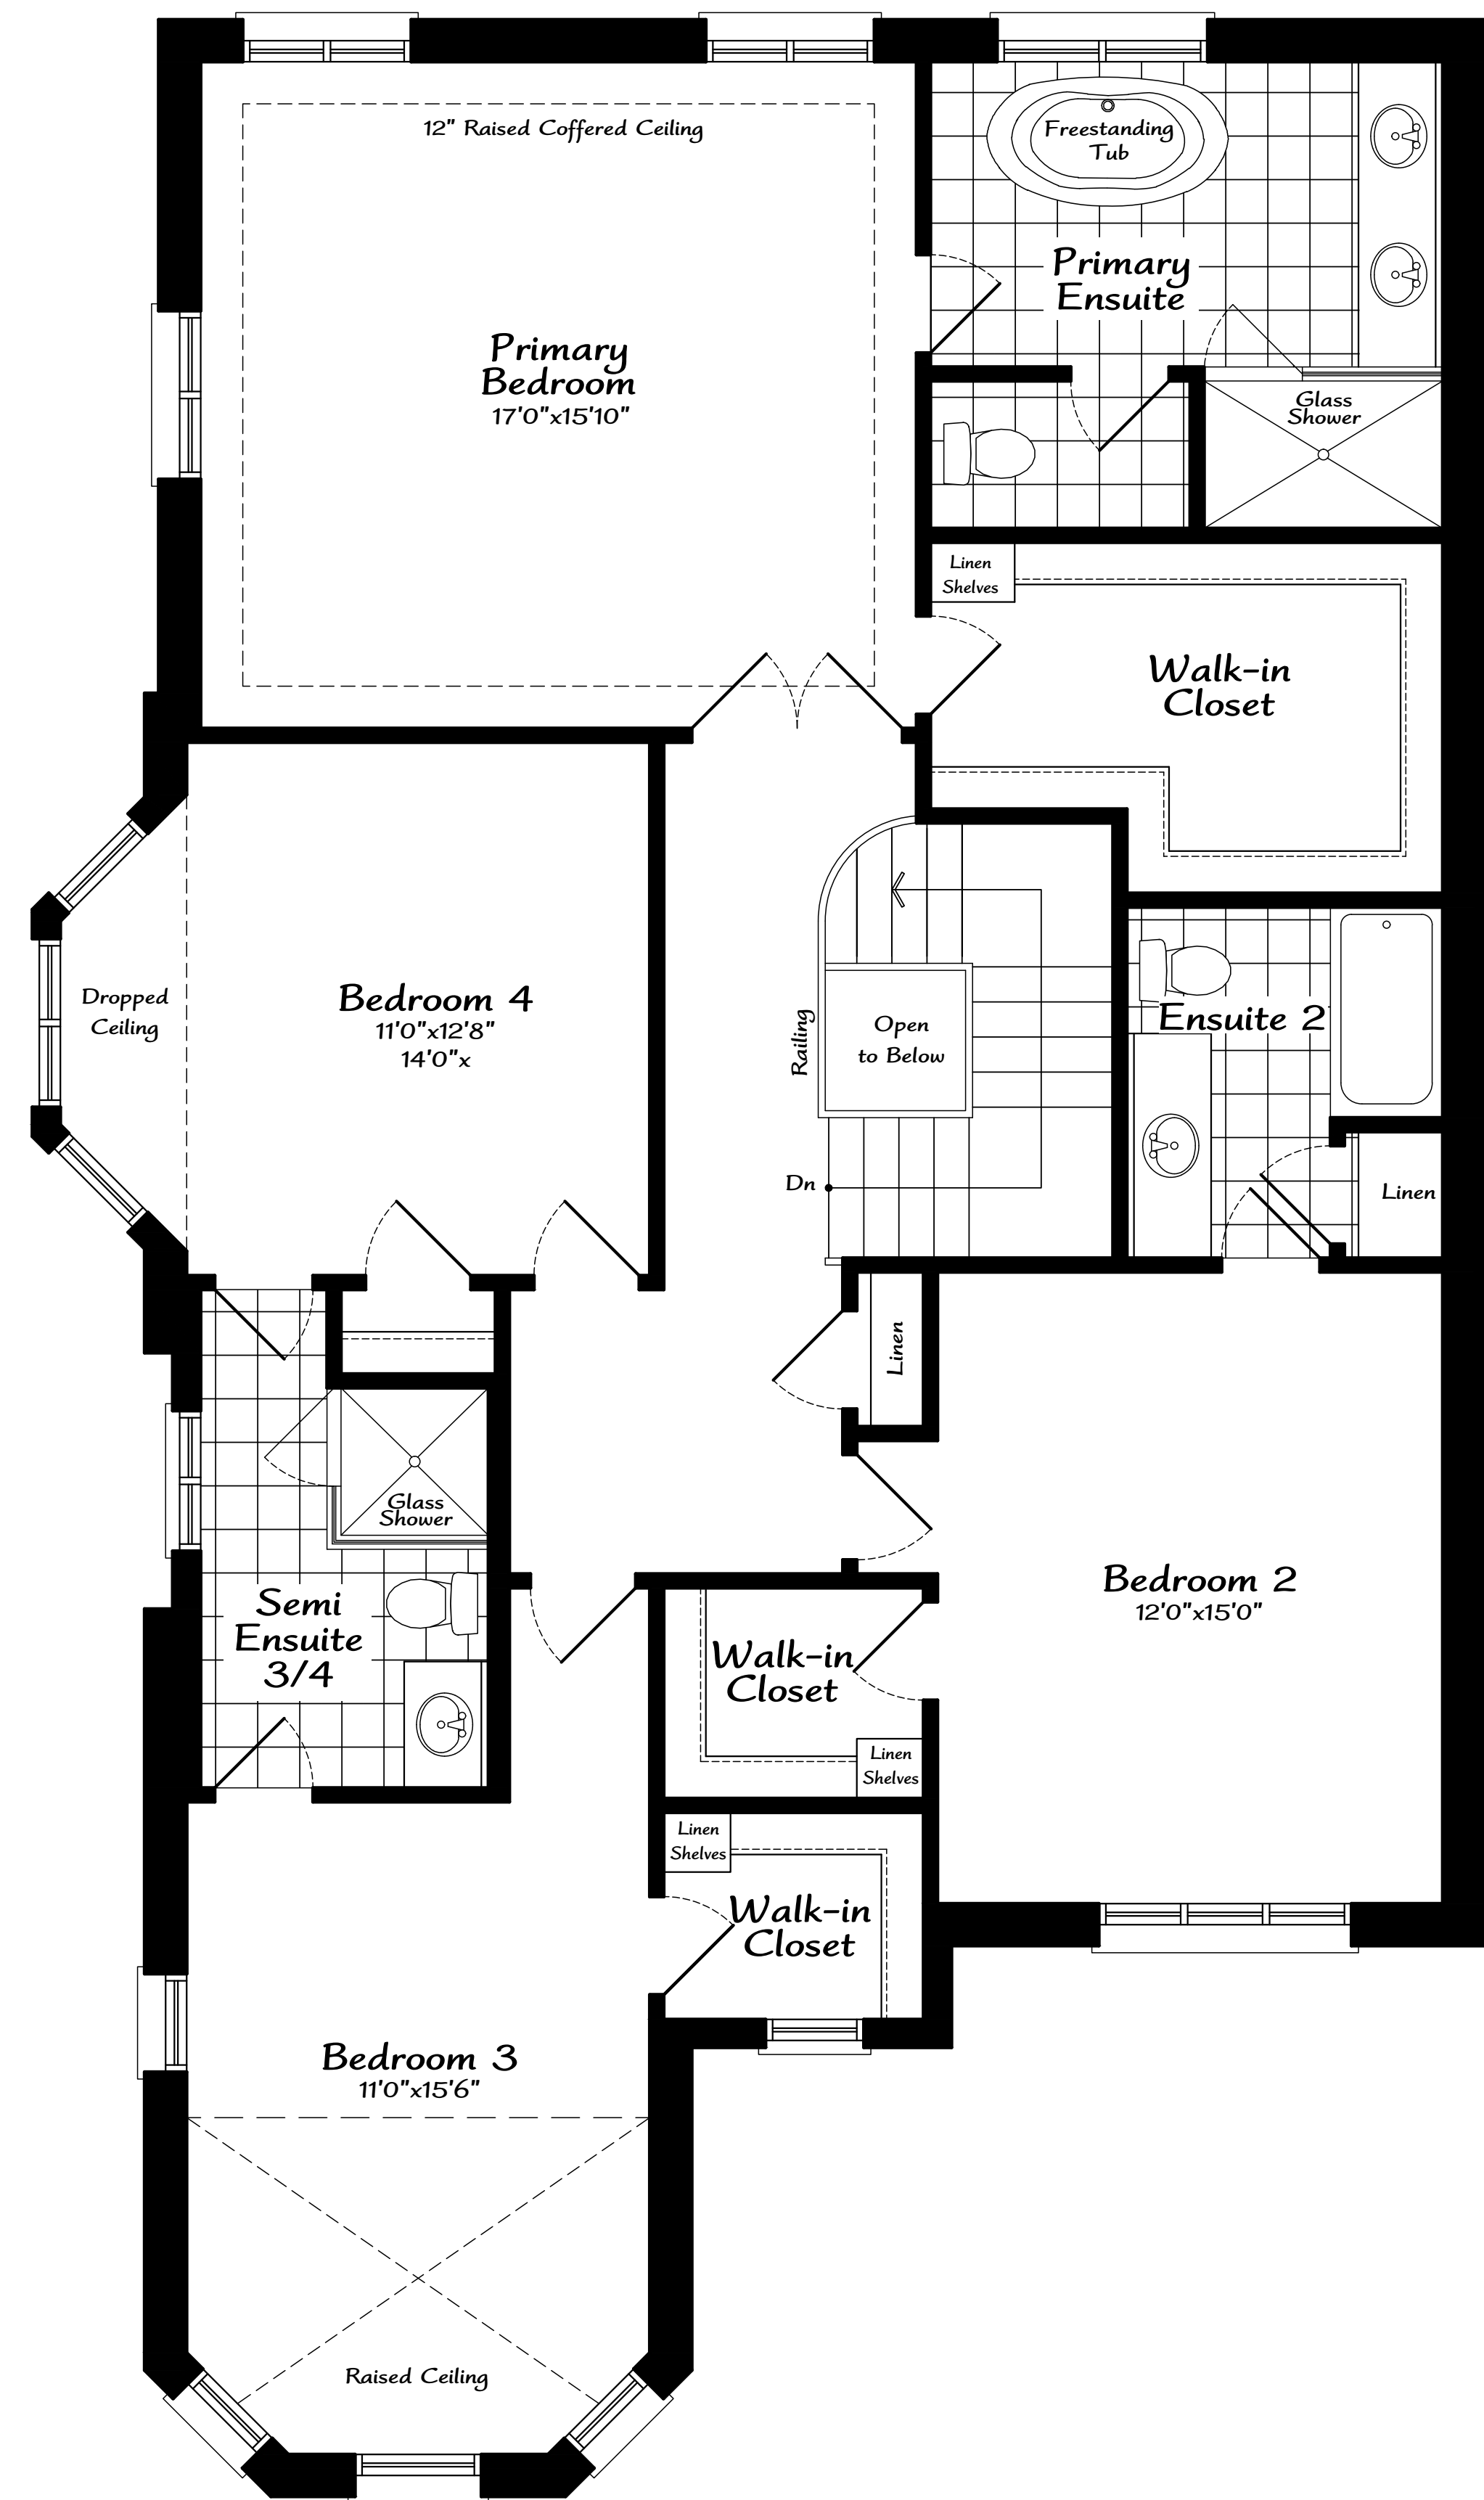 12" Raised Coffered Ceiling
Freestanding
Tub
Primary
Ensuite
Primary
Bedroom
17'0"x15'10"
Glass
Shower
Linen
Shelves
Walk-in
Closet
Dropped
Ceiling
Bedroom 4
11'0"x12'8"
14'0"x
Railing
Open
to Below
Ensuite 2
Dn
Linen
Linen
Glass
Shower
Semi
Ensuite
3/4
Bedroom 2
12'0"x15'0"
Walk-in
Closet
Linen
Shelves
Linen
Shelves
Walk-in
Closet
Bedroom 3
11'0"x15'6"
Raised Ceiling